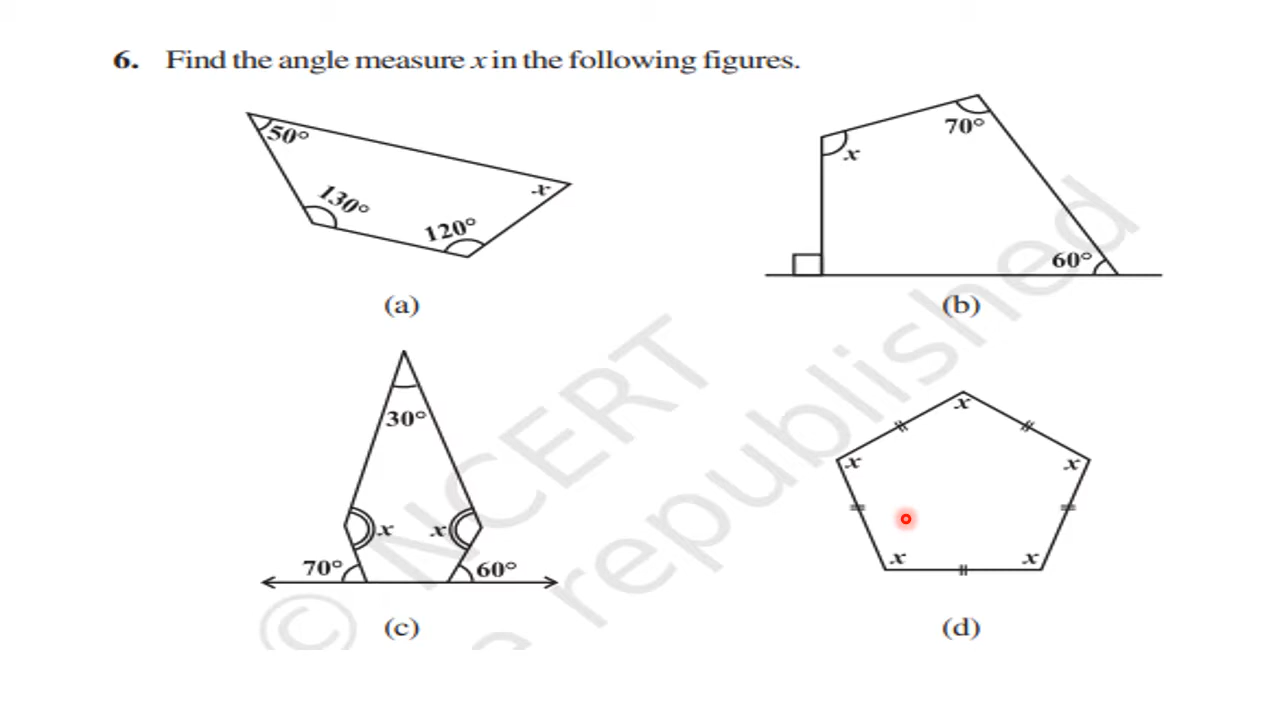 6. Find the angle measure x in the following figures.
50°
130°
120°
x
(a)
70°
x
60°
(b)
30°
x x
70° 60°
(c)
x
x x
x x
(d)
© NCERT
e republished